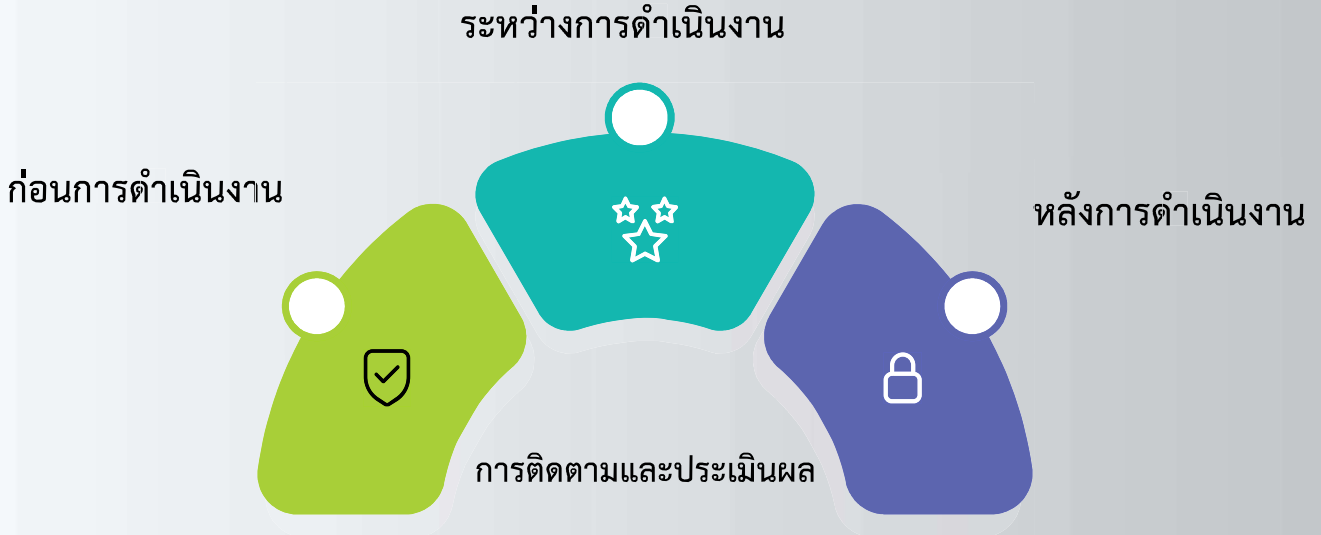 ระหว่างการดำเนินงาน
ก่อนการดำเนินงาน
หลังการดำเนินงาน
การติดตามและประเมินผล